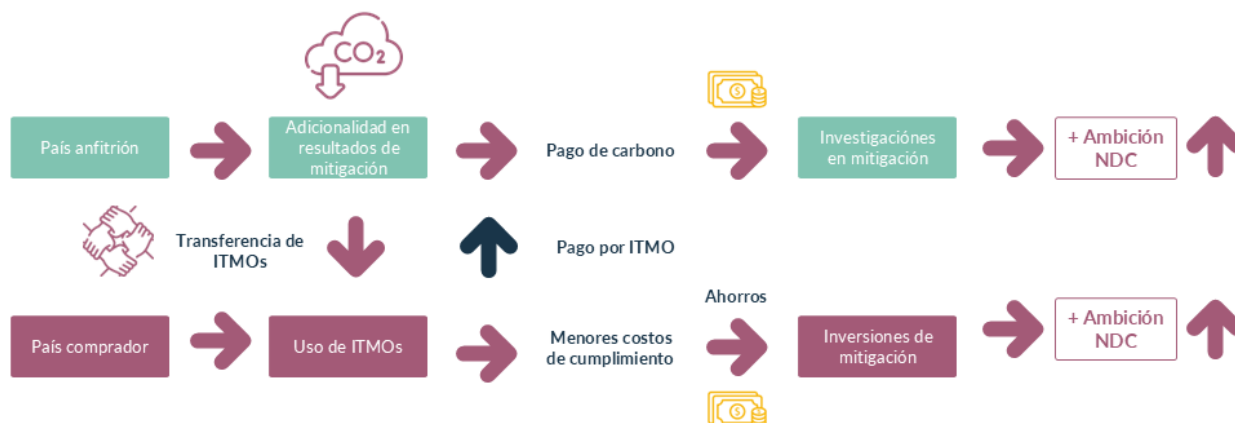 CO2
País anfitrión
Adicionalidad en
resultados de
mitigación
Pago de carbono
$
Investigaciónes
en mitigación
+ Ambición
NDC
Transferencia de
ITMOs
Pago por ITMO
País comprador
Uso de ITMOs
Menores costos
de cumplimiento
Ahorros
$
Inversiones de
mitigación
+ Ambición
NDC